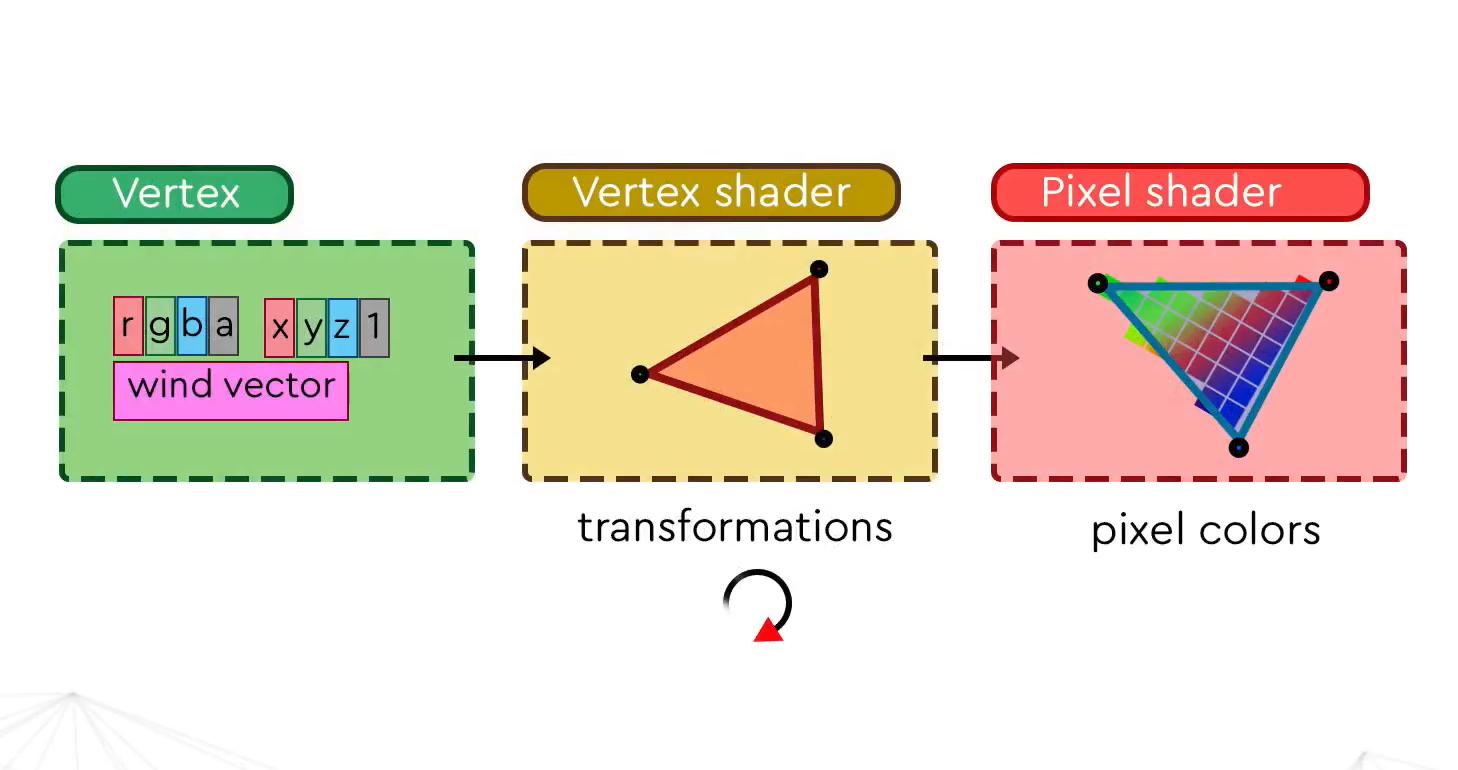 Vertex
Vertex shader
Pixel shader
r g b a
x y z 1
wind vector
transformations
pixel colors